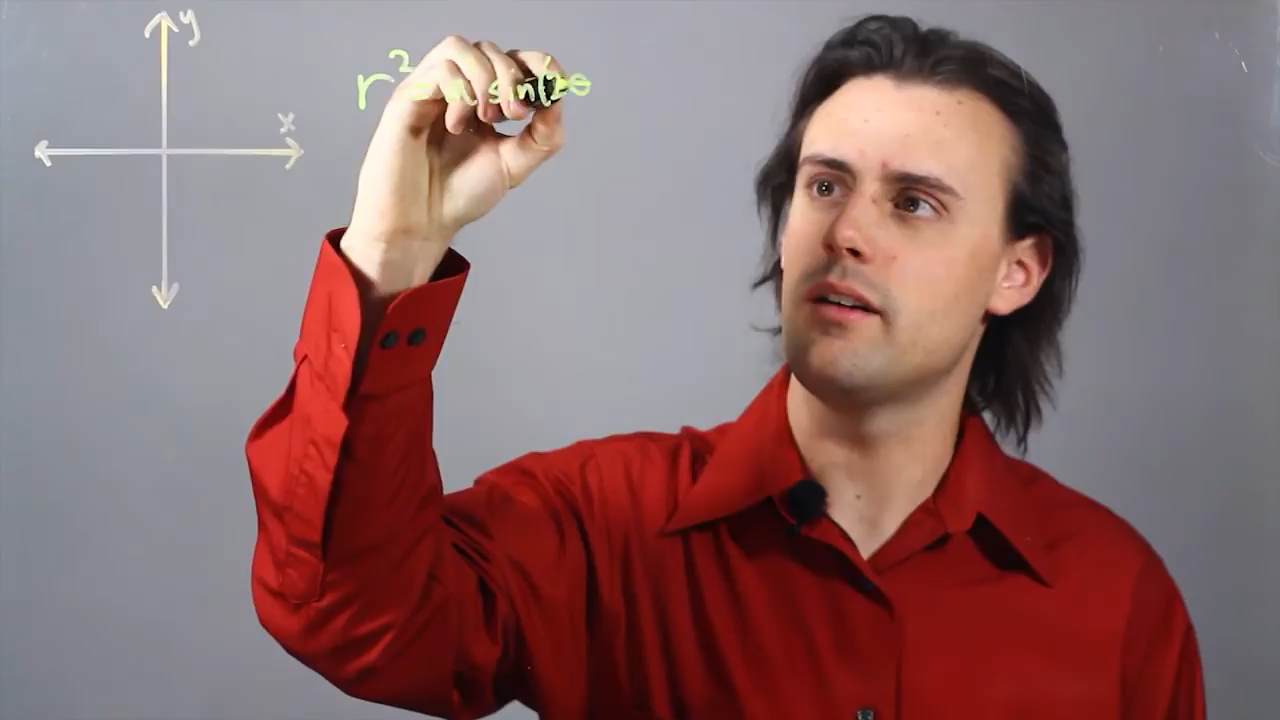 y
x
r² sin(2θ